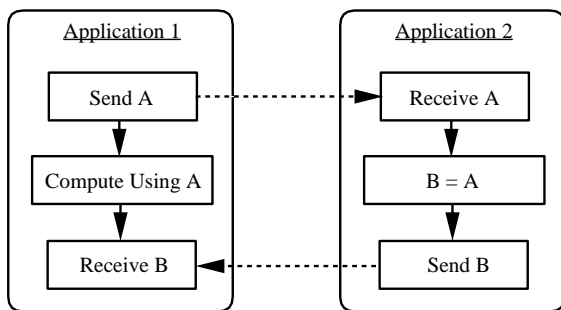 Application 1
Send A
Compute Using A
Receive B
Application 2
Receive A
B = A
Send B